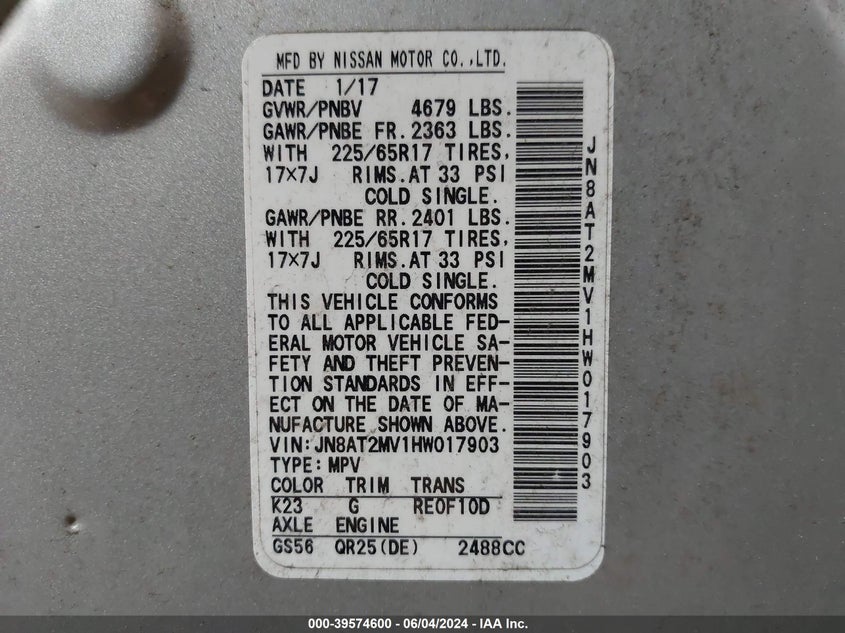 MFD BY NISSAN MOTOR CO.,LTD.
DATE 1/17
GVWR/PNBV 4679 LBS.
GAWR/PNBE FR.2363 LBS.
WITH 225/65R17 TIRES,
17×7J RIMS.AT 33 PSI
COLD SINGLE.
GAWR/PNBE RR.2401 LBS.
WITH 225/65R17 TIRES,
17×7J RIMS.AT 33 PSI
COLD SINGLE.
THIS VEHICLE CONFORMS
TO ALL APPLICABLE FED-
ERAL MOTOR VEHICLE SA-
FETY AND THEFT PREVEN-
TION STANDARDS IN EFF-
ECT ON THE DATE OF MA-
NUFACTURE SHOWN ABOVE.
VIN:JN8AT2MV1HW017903
TYPE:MPV
COLOR TRIM TRANS
K23 G RE0F10D
AXLE ENGINE
GS56 QR25(DE) 2488CC
JN8AT2MV1HW017903
000-39574600 - 06/04/2024 - IAA Inc.